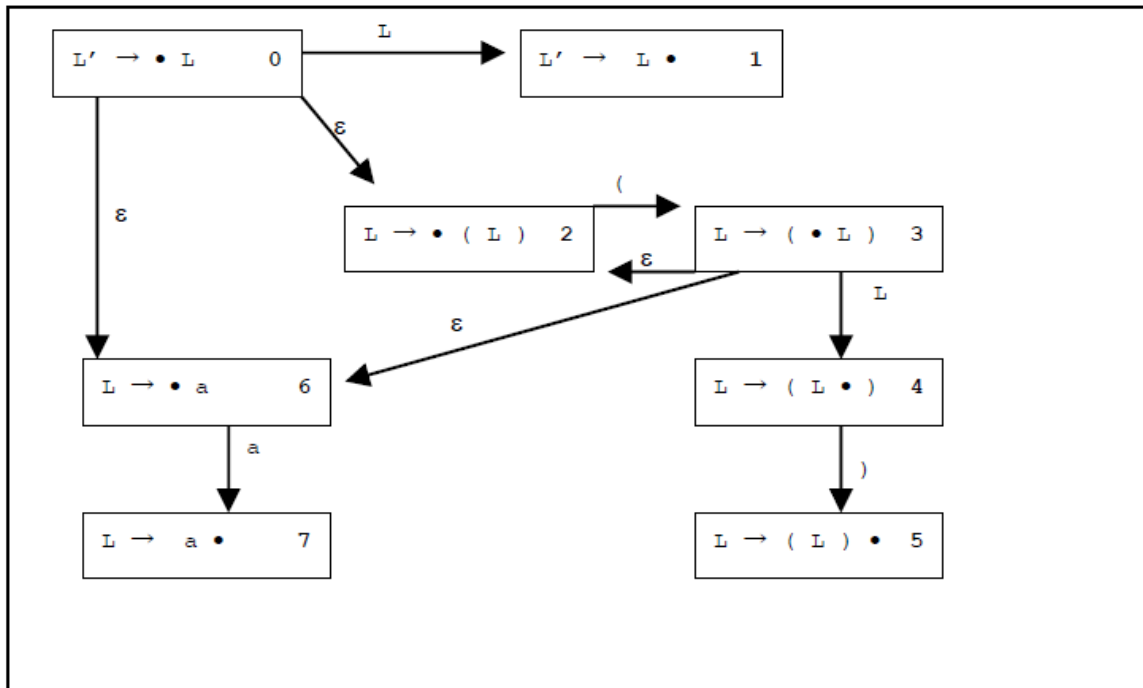 L
L' → • L 0
L' → L • 1
ε
(
ε
L → • ( L ) 2
L → ( • L ) 3
ε
L
ε
L → • a 6
L → ( L • ) 4
a
)
L → a • 7
L → ( L ) • 5